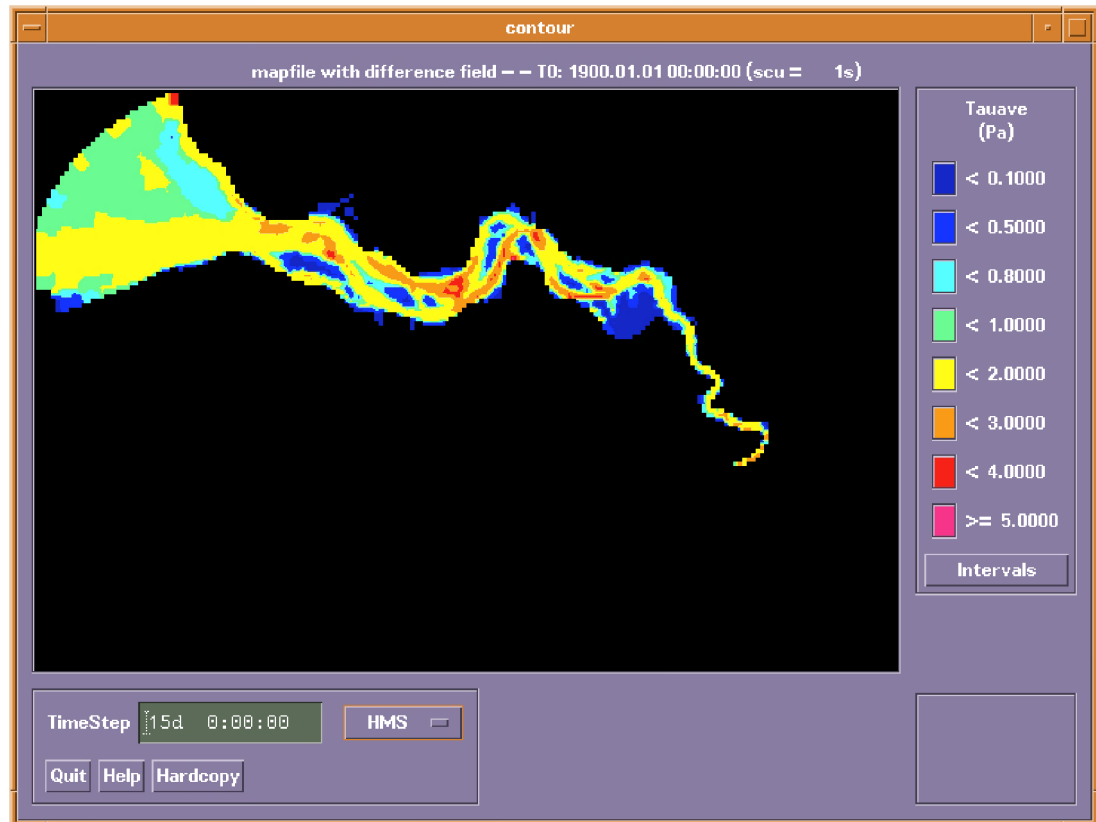 contour
mapfile with difference field – – T0: 1900.01.01 00:00:00 (scu = 1s)
Tauave
(Pa)
< 0.1000
< 0.5000
< 0.8000
< 1.0000
< 2.0000
< 3.0000
< 4.0000
>= 5.0000
Intervals
TimeStep 15d 0:00:00 HMS
Quit Help Hardcopy